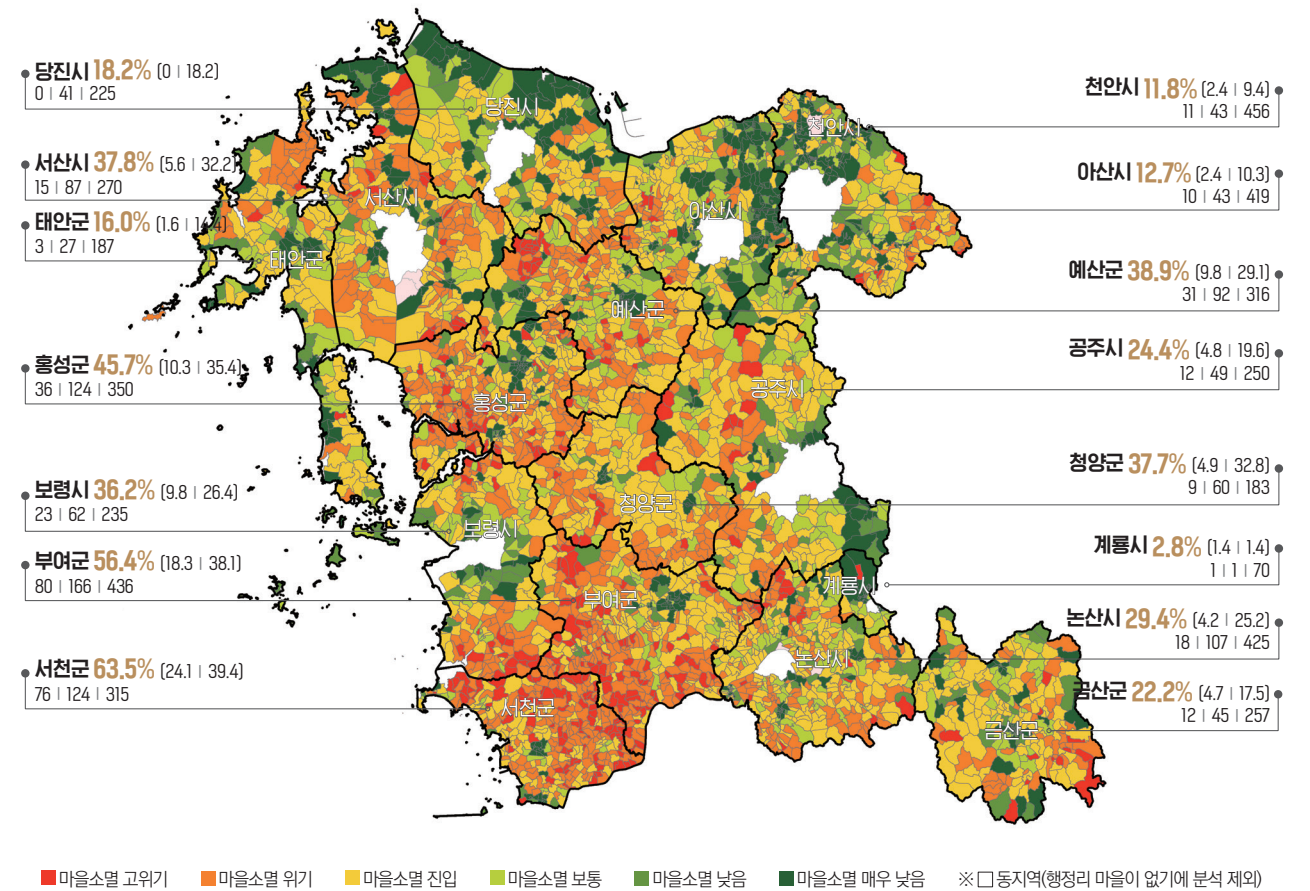 당진시 18.2% (0 | 18.2)
0 | 41 | 225
서산시 37.8% (5.6 | 32.2)
15 | 87 | 270
태안군 16.0% (1.6 | 14.4)
3 | 27 | 187
홍성군 45.7% (10.3 | 35.4)
36 | 124 | 350
보령시 36.2% (9.8 | 26.4)
23 | 62 | 235
부여군 56.4% (18.3 | 38.1)
80 | 166 | 436
서천군 63.5% (24.1 | 39.4)
76 | 124 | 315
천안시 11.8% (2.4 | 9.4)
11 | 43 | 456
아산시 12.7% (2.4 | 10.3)
10 | 43 | 419
예산군 38.9% (9.8 | 29.1)
31 | 92 | 316
공주시 24.4% (4.8 | 19.6)
12 | 49 | 250
청양군 37.7% (4.9 | 32.8)
9 | 60 | 183
계룡시 2.8% (1.4 | 1.4)
1 | 1 | 70
논산시 29.4% (4.2 | 25.2)
18 | 107 | 425
금산군 22.2% (4.7 | 17.5)
12 | 45 | 257
당진시
천안시
서산시
아산시
태안군
예산군
공주시
홍성군
청양군
보령시
계룡시
부여군
논산시
서천군
금산군
마을소멸 고위기 마을소멸 위기 마을소멸 진입 마을소멸 보통 마을소멸 낮음 마을소멸 매우 낮음 ※ □ 동지역(행정리 마을이 없기에 분석 제외)